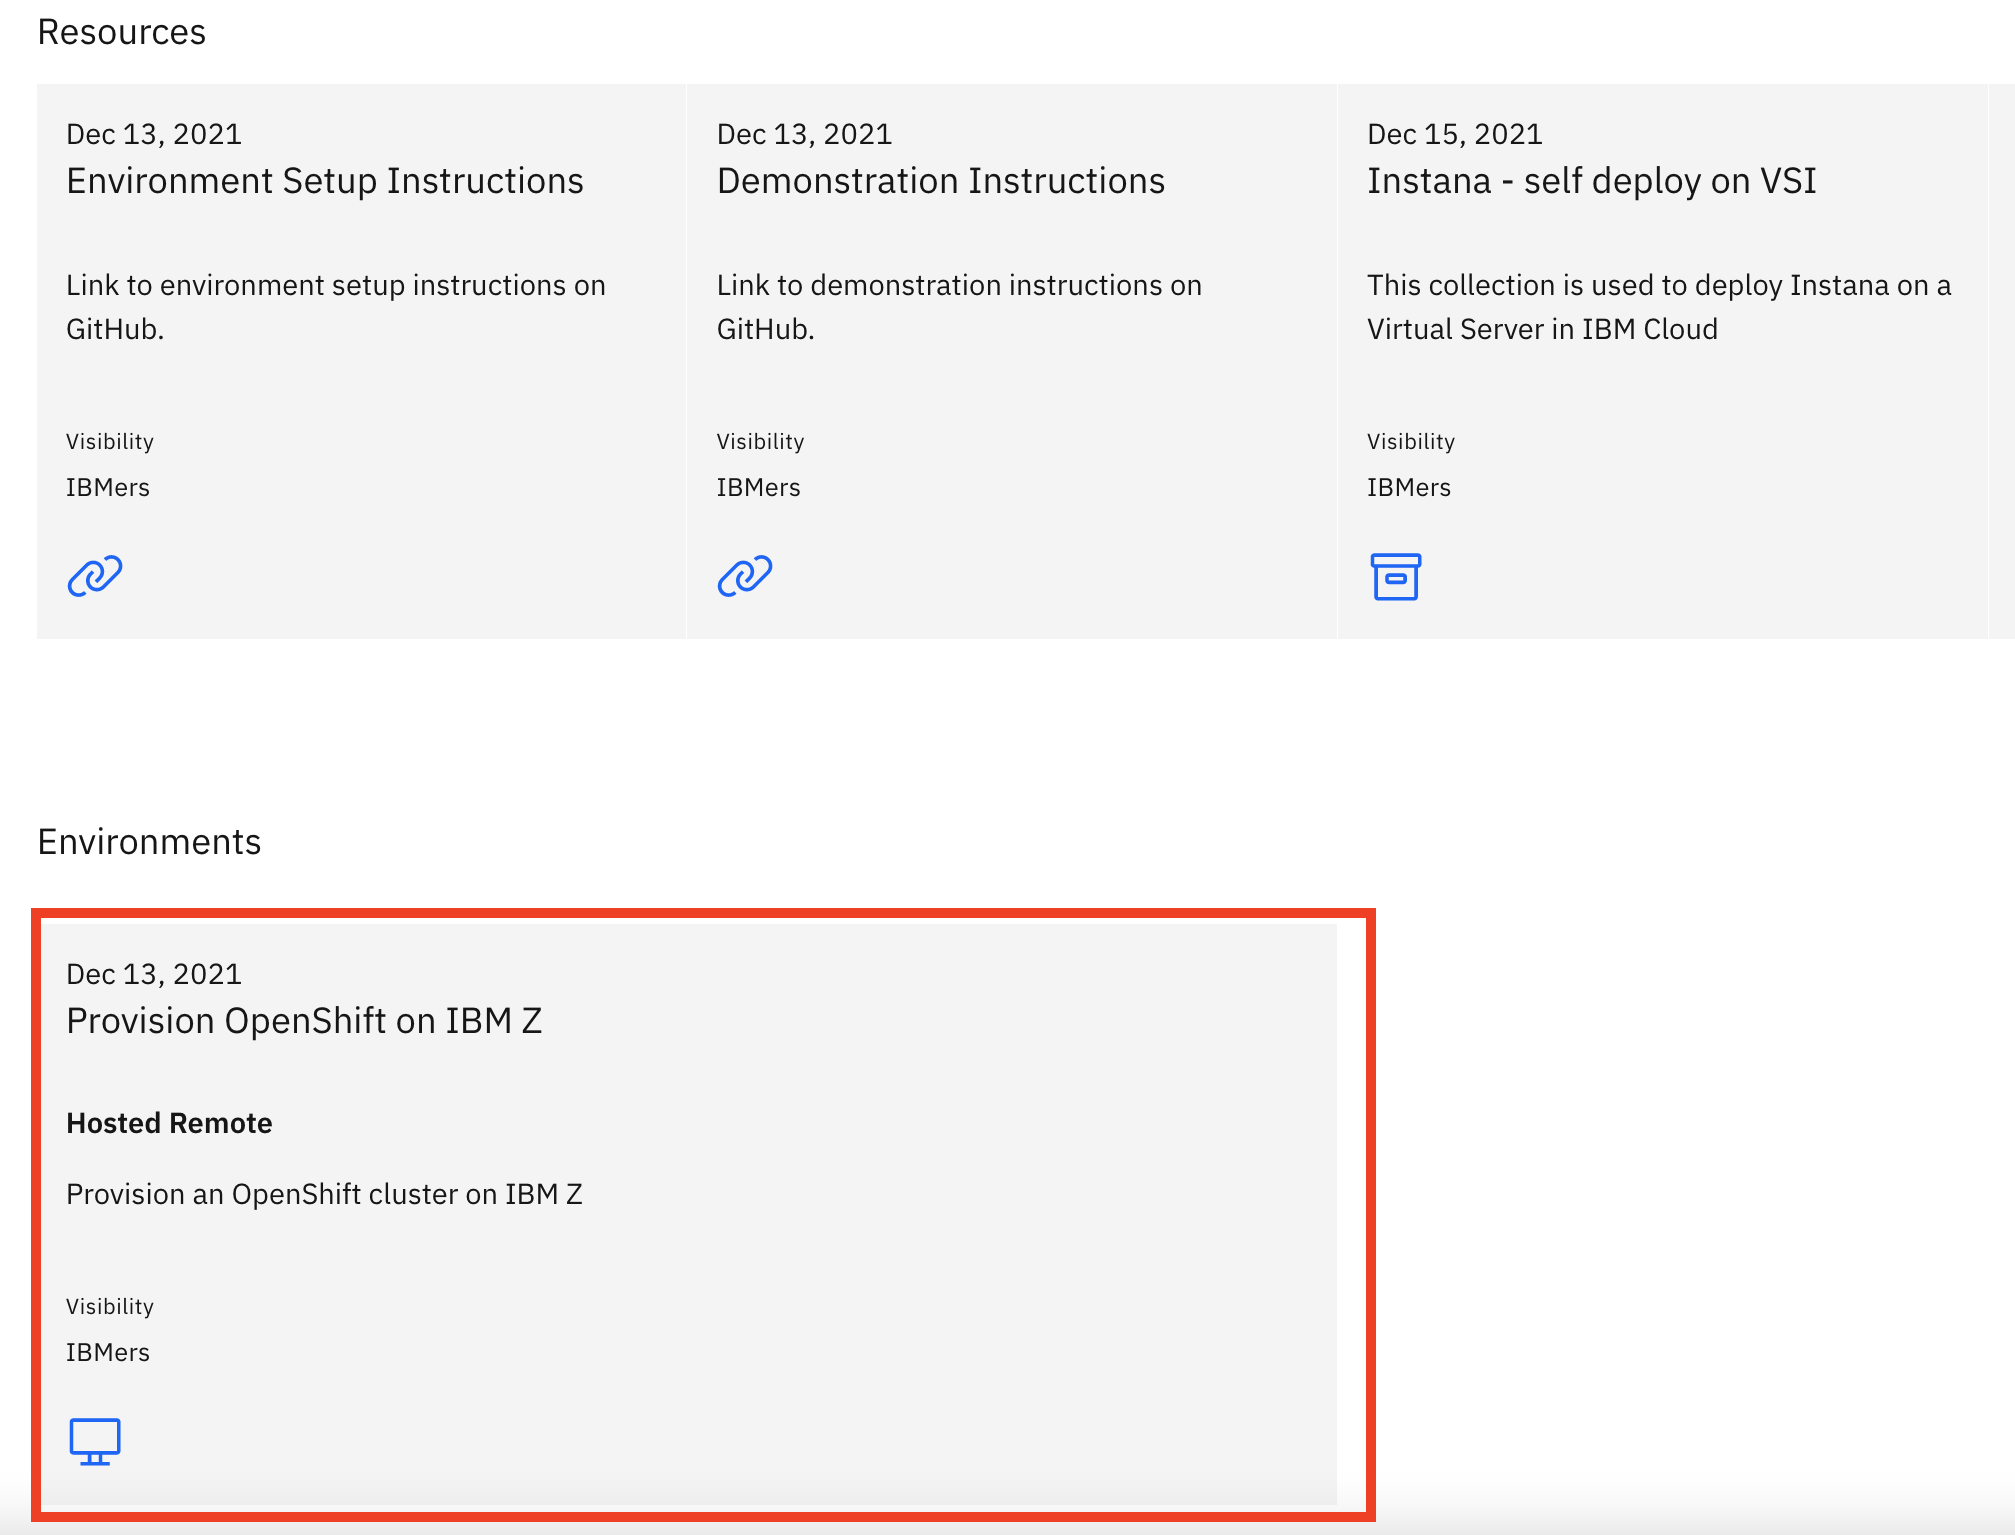 Resources
Dec 13, 2021
Environment Setup Instructions
Link to environment setup instructions on
GitHub.
Visibility
IBMers
Dec 13, 2021
Demonstration Instructions
Link to demonstration instructions on
GitHub.
Visibility
IBMers
Dec 15, 2021
Instana - self deploy on VSI
This collection is used to deploy Instana on a
Virtual Server in IBM Cloud
Visibility
IBMers
Environments
Dec 13, 2021
Provision OpenShift on IBM Z
Hosted Remote
Provision an OpenShift cluster on IBM Z
Visibility
IBMers